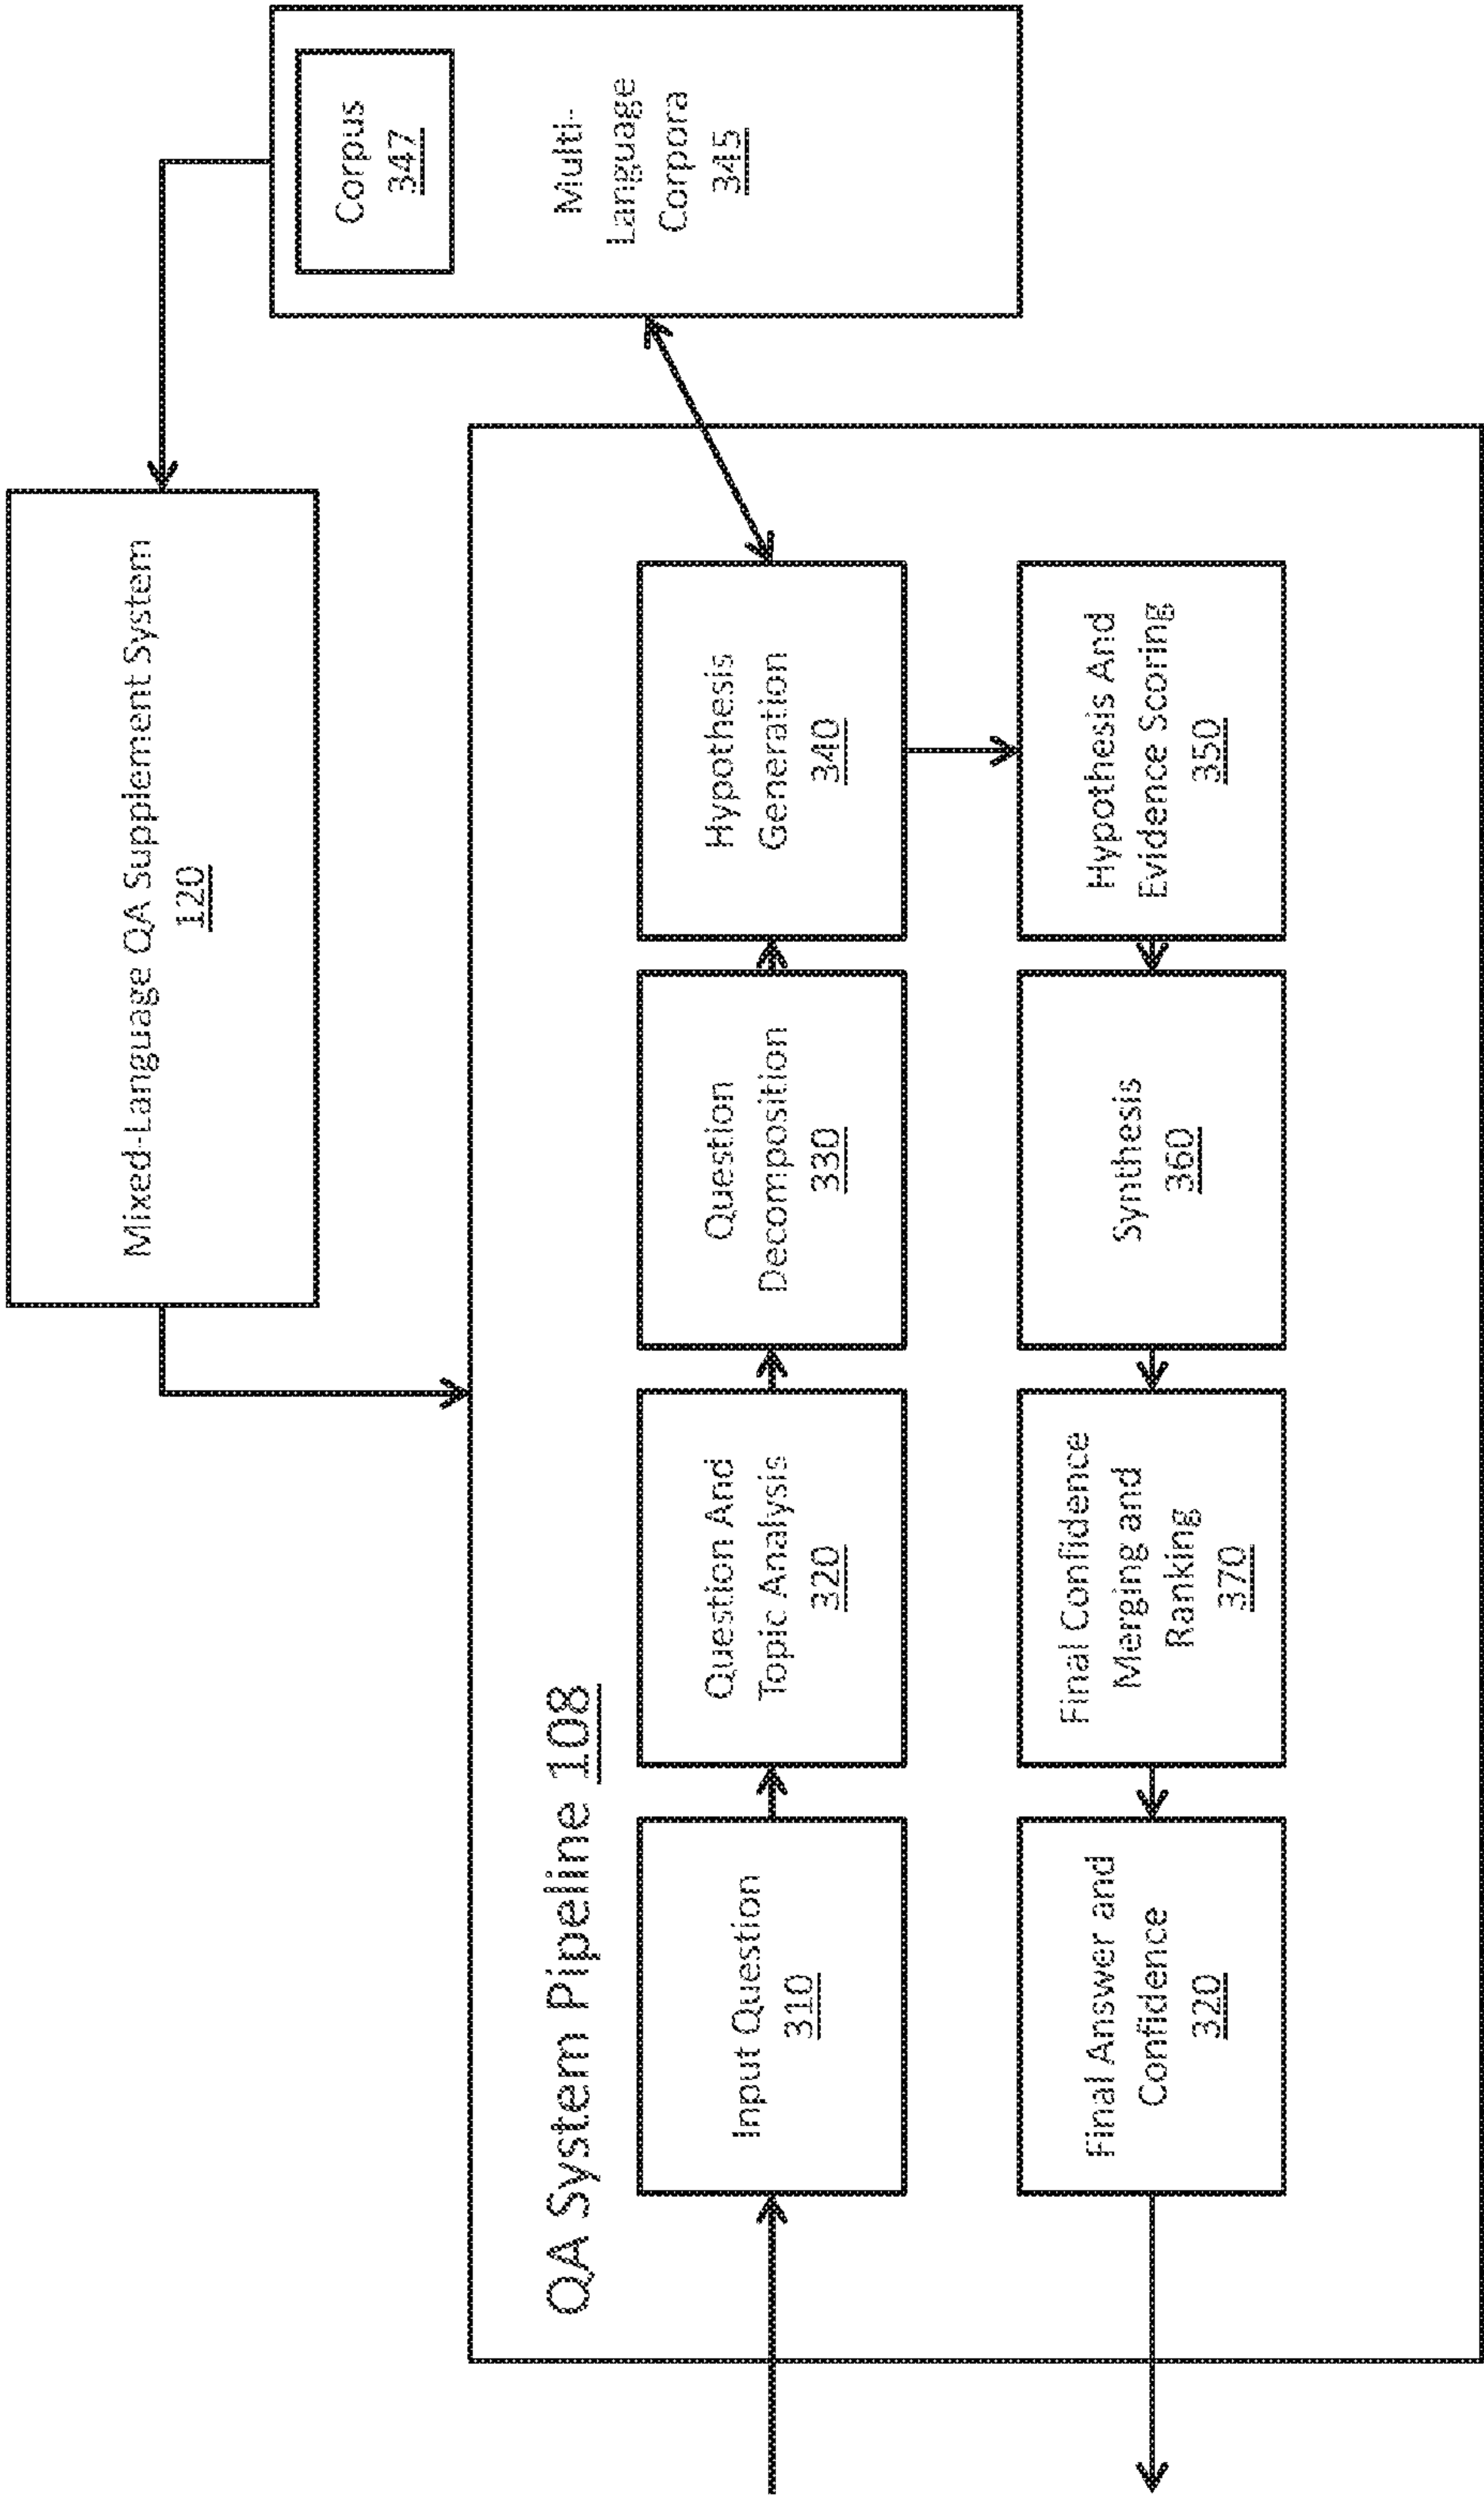 Mixed-Language QA Supplement System
120
Corpus
347
Multi-
Language
Corpora
345
QA System Pipeline 108
Input Question
310
Question And
Topic Analysis
320
Question
Decomposition
330
Hypothesis
Generation
340
Final Answer and
Confidence
320
Final Confidence
Merging and
Ranking
370
Synthesis
360
Hypothesis And
Evidence Scoring
350